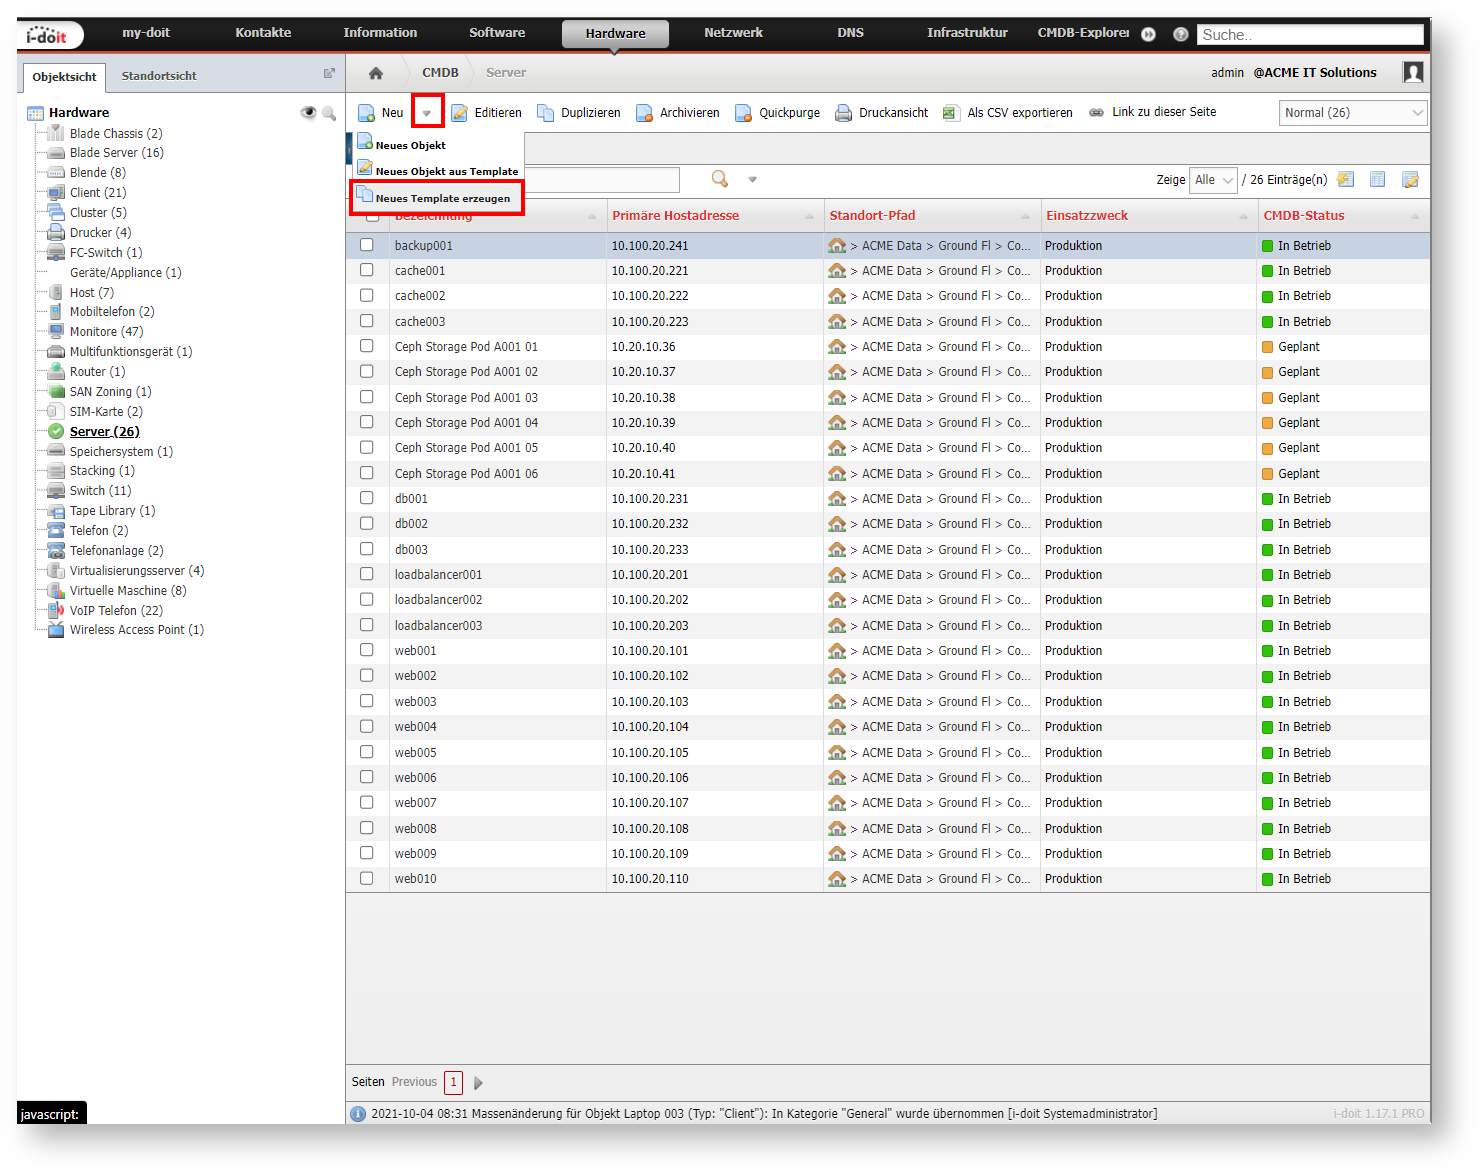 i-doit my-doit Kontakte Information Software Hardware Netzwerk DNS Infrastruktur CMDB-Explorer Suche..
Objektsicht Standortsicht
CMDB Server admin @ACME IT Solutions
Neu Editieren Duplizieren Archivieren Quickpurge Druckansicht Als CSV exportieren Link zu dieser Seite Normal (26)
Neues Objekt
Neues Objekt aus Template
Neues Template erzeugen
Zeige Alle / 26 Einträge(n)
Hardware
Blade Chassis (2)
Blade Server (16)
Blende (8)
Client (21)
Cluster (5)
Drucker (4)
FC-Switch (1)
Geräte/Appliance (1)
Host (7)
Mobiltelefon (2)
Monitore (47)
Multifunktionsgerät (1)
Router (1)
SAN Zoning (1)
SIM-Karte (2)
Server (26)
Speichersystem (1)
Stacking (1)
Switch (11)
Tape Library (1)
Telefon (2)
Telefonanlage (2)
Virtualisierungsserver (4)
Virtuelle Maschine (8)
VoIP Telefon (22)
Wireless Access Point (1)
Bezeichnung Primäre Hostadresse Standort-Pfad Einsatzzweck CMDB-Status
backup001 10.100.20.241 > ACME Data > Ground Fl > Co... Produktion In Betrieb
cache001 10.100.20.221 > ACME Data > Ground Fl > Co... Produktion In Betrieb
cache002 10.100.20.222 > ACME Data > Ground Fl > Co... Produktion In Betrieb
cache003 10.100.20.223 > ACME Data > Ground Fl > Co... Produktion In Betrieb
Ceph Storage Pod A001 01 10.20.10.36 > ACME Data > Ground Fl > Co... Produktion Geplant
Ceph Storage Pod A001 02 10.20.10.37 > ACME Data > Ground Fl > Co... Produktion Geplant
Ceph Storage Pod A001 03 10.20.10.38 > ACME Data > Ground Fl > Co... Produktion Geplant
Ceph Storage Pod A001 04 10.20.10.39 > ACME Data > Ground Fl > Co... Produktion Geplant
Ceph Storage Pod A001 05 10.20.10.40 > ACME Data > Ground Fl > Co... Produktion Geplant
Ceph Storage Pod A001 06 10.20.10.41 > ACME Data > Ground Fl > Co... Produktion Geplant
db001 10.100.20.231 > ACME Data > Ground Fl > Co... Produktion In Betrieb
db002 10.100.20.232 > ACME Data > Ground Fl > Co... Produktion In Betrieb
db003 10.100.20.233 > ACME Data > Ground Fl > Co... Produktion In Betrieb
loadbalancer001 10.100.20.201 > ACME Data > Ground Fl > Co... Produktion In Betrieb
loadbalancer002 10.100.20.202 > ACME Data > Ground Fl > Co... Produktion In Betrieb
loadbalancer003 10.100.20.203 > ACME Data > Ground Fl > Co... Produktion In Betrieb
web001 10.100.20.101 > ACME Data > Ground Fl > Co... Produktion In Betrieb
web002 10.100.20.102 > ACME Data > Ground Fl > Co... Produktion In Betrieb
web003 10.100.20.103 > ACME Data > Ground Fl > Co... Produktion In Betrieb
web004 10.100.20.104 > ACME Data > Ground Fl > Co... Produktion In Betrieb
web005 10.100.20.105 > ACME Data > Ground Fl > Co... Produktion In Betrieb
web006 10.100.20.106 > ACME Data > Ground Fl > Co... Produktion In Betrieb
web007 10.100.20.107 > ACME Data > Ground Fl > Co... Produktion In Betrieb
web008 10.100.20.108 > ACME Data > Ground Fl > Co... Produktion In Betrieb
web009 10.100.20.109 > ACME Data > Ground Fl > Co... Produktion In Betrieb
web010 10.100.20.110 > ACME Data > Ground Fl > Co... Produktion In Betrieb
Seiten Previous 1
javascript:
2021-10-04 08:31 Massenänderung für Objekt Laptop 003 (Typ: "Client"): In Kategorie "General" wurde übernommen [i-doit Systemadministrator] i-doit 1.17.1 PRO